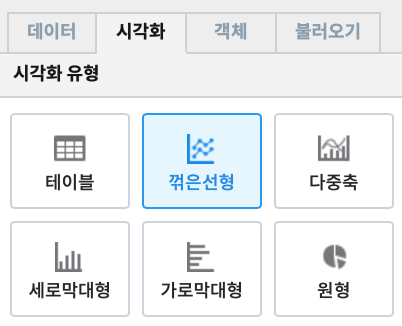 데이터 시각화 객체 불러오기
시각화 유형
테이블 꺾은선형 다중축
세로막대형 가로막대형 원형